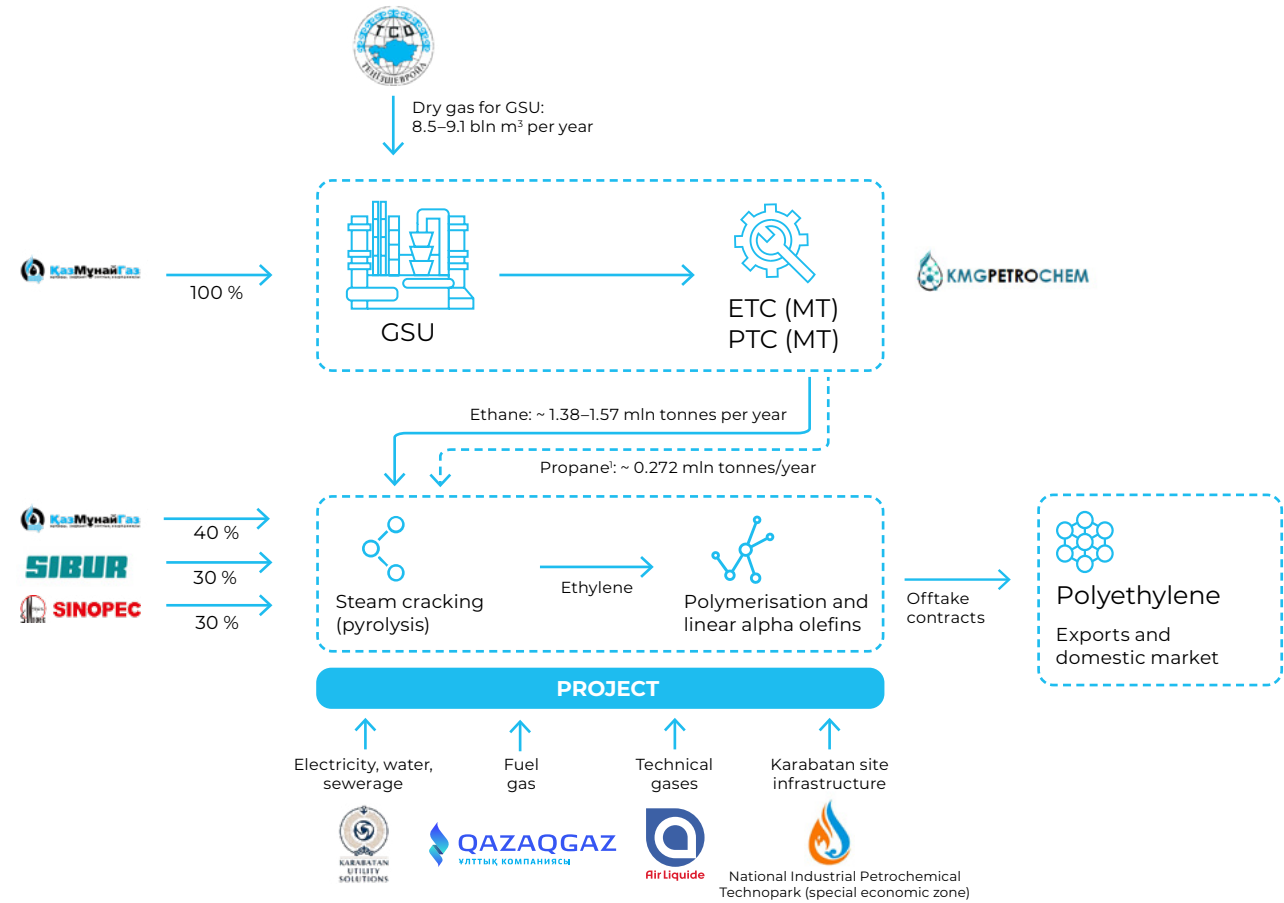 ТСО
ТЕҢІЗШЕВРОЙЛ
Dry gas for GSU:
8.5–9.1 bln m³ per year
ҚазМұнайГаз
100 %
GSU
ETC (MT)
PTC (MT)
KMGPETROCHEM
Ethane: ~ 1.38–1.57 mln tonnes per year
Propane¹: ~ 0.272 mln tonnes/year
ҚазМұнайГаз
40 %
SIBUR
30 %
SINOPEC
30 %
Steam cracking
(pyrolysis)
Ethylene
Polymerisation and
linear alpha olefins
Offtake
contracts
Polyethylene
Exports and
domestic market
PROJECT
Electricity, water,
sewerage
Fuel
gas
Technical
gases
Karabatan site
infrastructure
KARABATAN
UTILITY
SOLUTIONS
QAZAQGAZ
ҰЛТТЫҚ КОМПАНИЯСЫ
Air Liquide
National Industrial Petrochemical
Technopark (special economic zone)